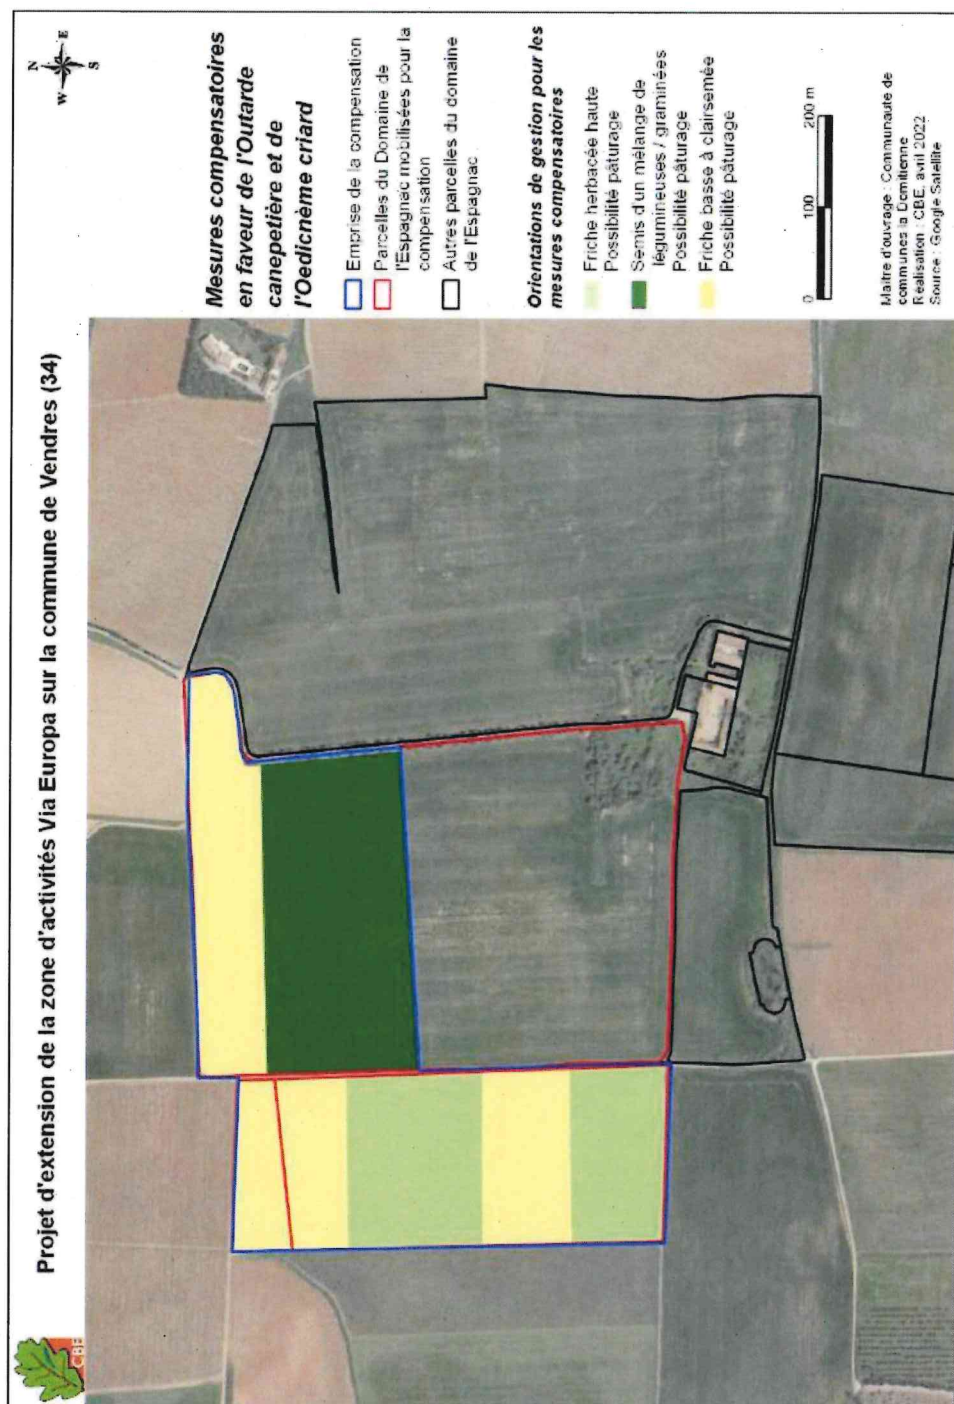 Projet d'extension de la zone d'activités Via Europa sur la commune de Vendres (34)
CBE
N
W
E
S
Mesures compensatoires
en faveur de l'Outarde
canepetière et de
l'Oedicnème criard
Emprise de la compensation
Parcelles du Domaine de
l'Espagnac mobilisées pour la
compensation
Autres parcelles du domaine
de l'Espagnac
Orientations de gestion pour les
mesures compensatoires
Friche herbacée haute
Possibilité pâturage
Semis d'un mélange de
légumineuses / graminées
Possibilité pâturage
Friche basse à clairsemée
Possibilité pâturage
0 100 200 m
Maître d'ouvrage : Communauté de
communes la Domitienne
Réalisation : CBE, avril 2022
Source : Google Satellite